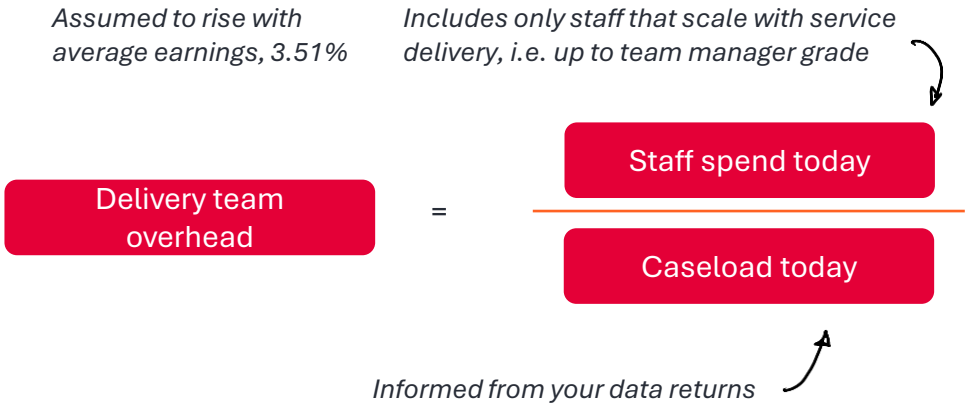 Assumed to rise with
average earnings, 3.51%
Includes only staff that scale with service
delivery, i.e. up to team manager grade
Staff spend today
Delivery team
overhead
=
Caseload today
Informed from your data returns